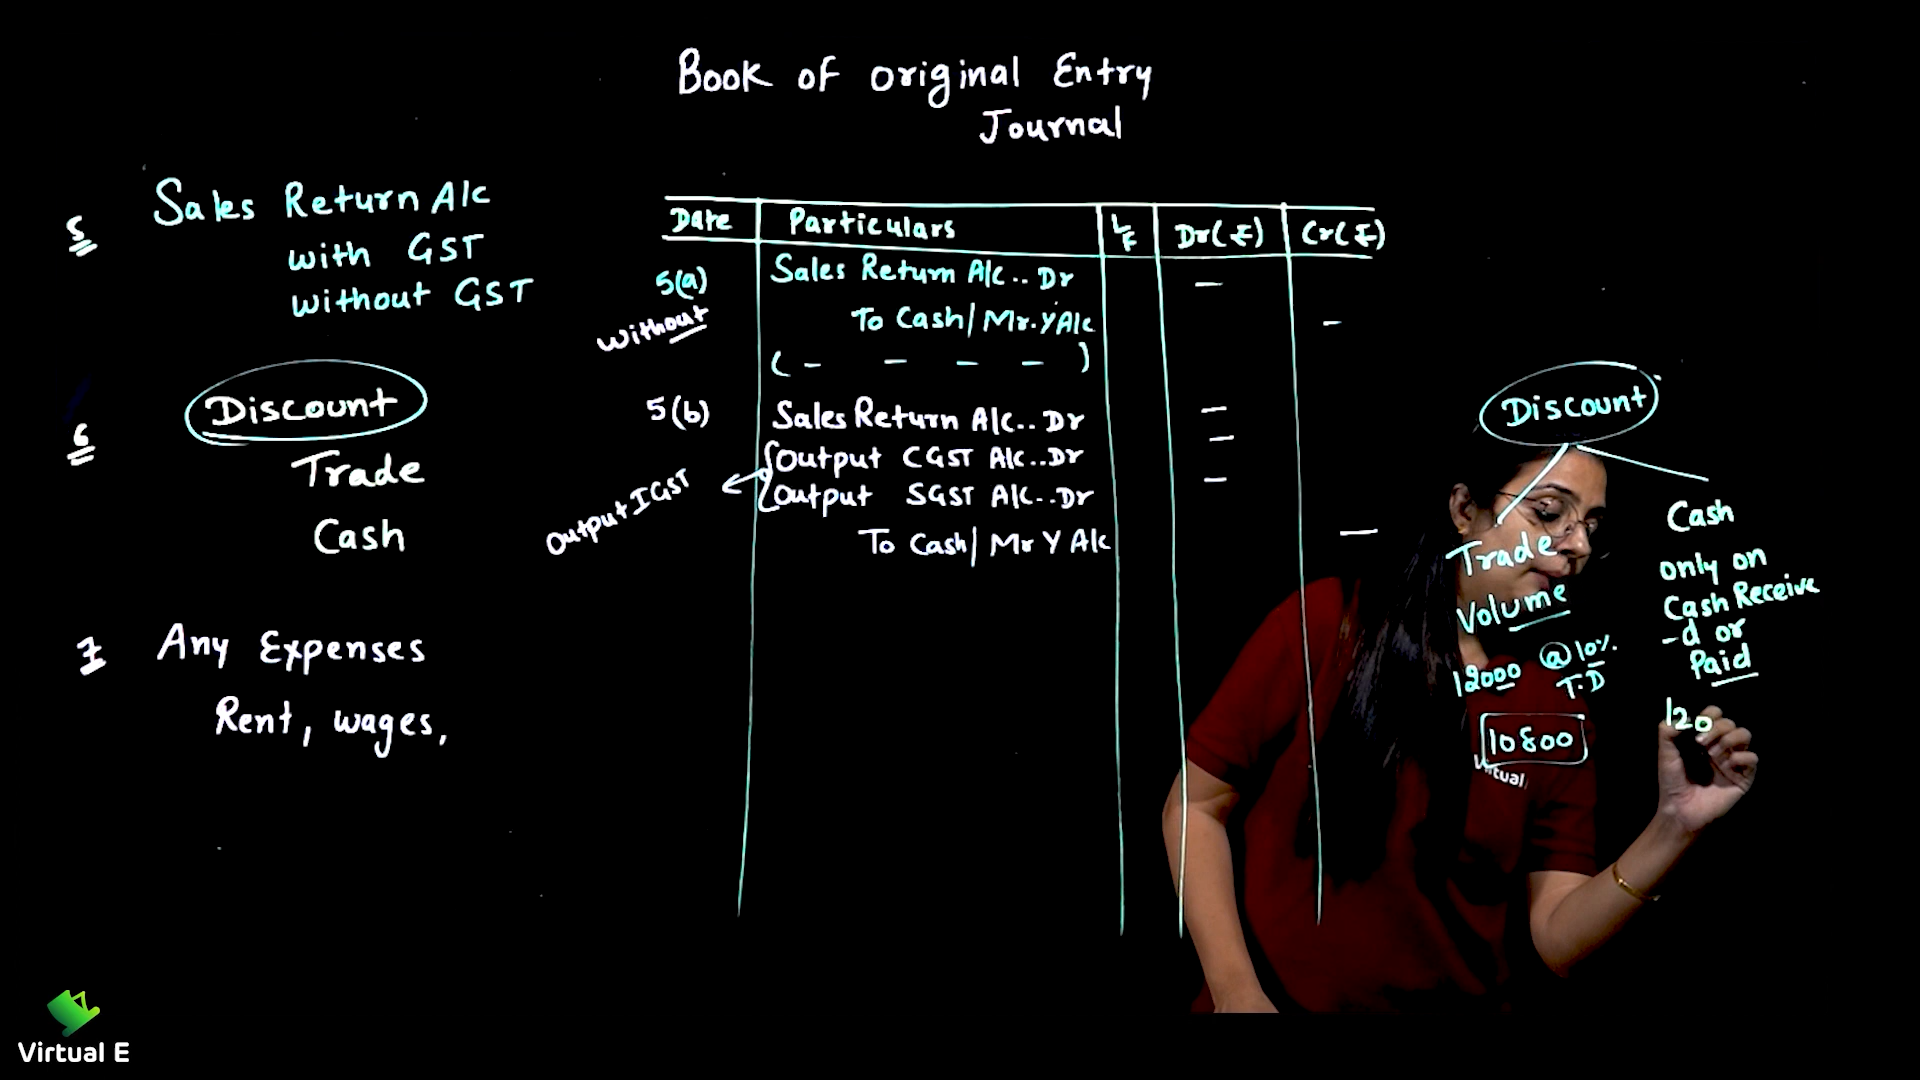 Book of original Entry
Journal
5
Sales Return A/c
with GST
without GST
6
Discount
Trade
Cash
7
Any Expenses
Rent, wages,
Date
Particulars
LF
Dr(₹)
Cr(₹)
5(a)
without
Sales Return A/c.. Dr
To Cash/ Mr.Y A/c
( - - - - )
5(b)
Sales Return A/c.. Dr
Output CGST A/c..Dr
Output SGST A/c..Dr
To Cash/ Mr Y A/c
Output IGST
Discount
Trade
Volume
12000 @10%.
T.D
10800
Cash
only on
Cash Receive
-d or
Paid
120
Virtual
Virtual E